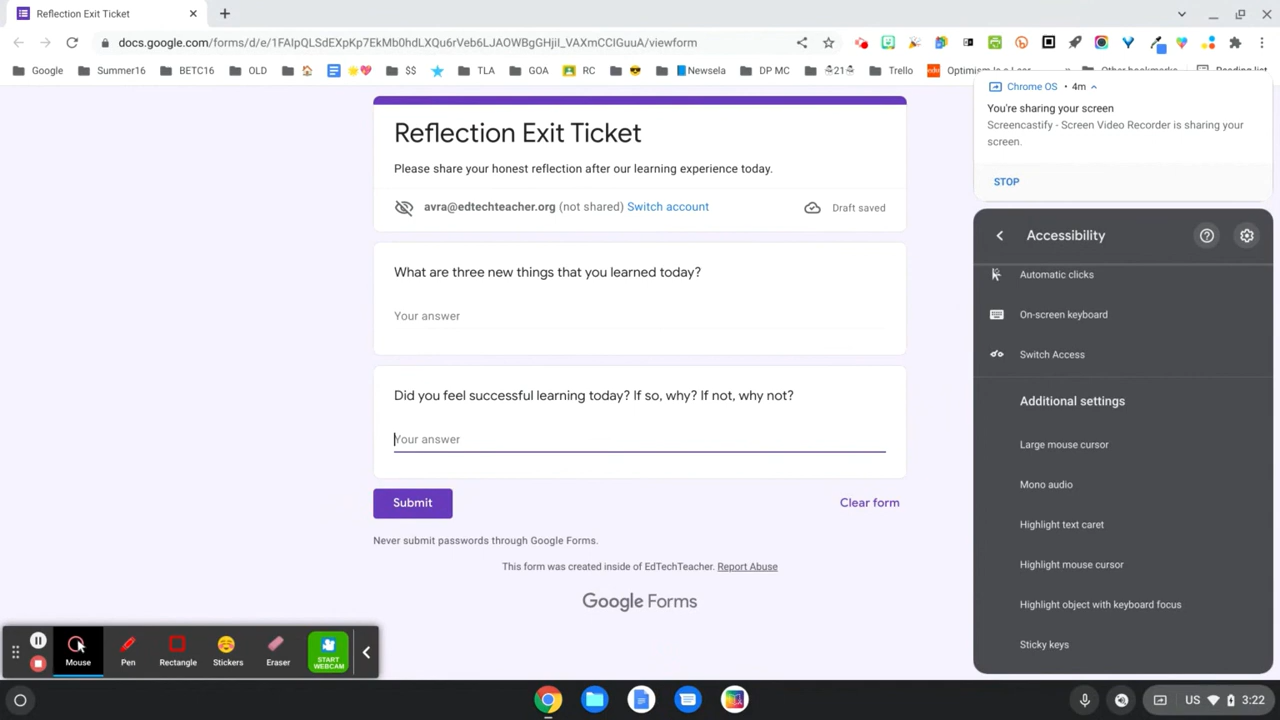 Reflection Exit Ticket
docs.google.com/forms/d/e/1FAIpQLSdEXpKp7EkMb0hdLXQu6rVeb6LJAOWBgGHjiI_VAXmCCIGuuA/viewform
Google Summer16 BETC16 OLD $$ TLA GOA RC Newsela DP MC 21 Trello Optimism Is a Lear... » Other bookmarks Reading list
Chrome OS • 4m
You're sharing your screen
Screencastify - Screen Video Recorder is sharing your
screen.
STOP
Reflection Exit Ticket
Please share your honest reflection after our learning experience today.
avra@edtechteacher.org (not shared) Switch account
Draft saved
What are three new things that you learned today?
Your answer
Did you feel successful learning today? If so, why? If not, why not?
Your answer
Submit
Clear form
Never submit passwords through Google Forms.
This form was created inside of EdTechTeacher. Report Abuse
Google Forms
Accessibility
Automatic clicks
On-screen keyboard
Switch Access
Additional settings
Large mouse cursor
Mono audio
Highlight text caret
Highlight mouse cursor
Highlight object with keyboard focus
Sticky keys
Mouse
Pen
Rectangle
Stickers
Eraser
START
WEBCAM
US 3:22